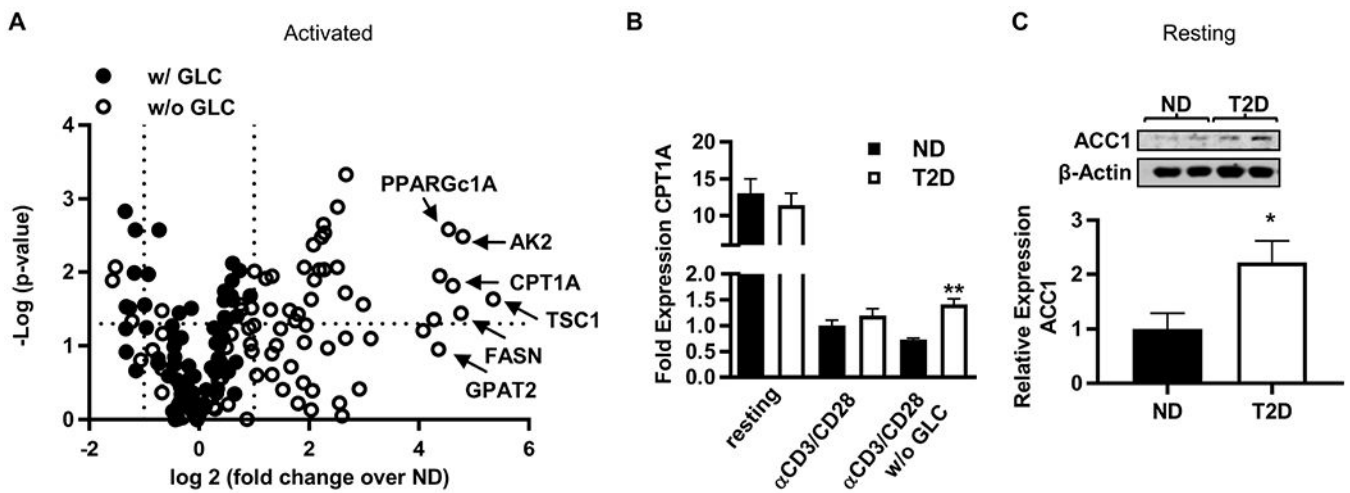 A
Activated
w/ GLC
w/o GLC
4
3
2
1
0
-2
0
2
4
6
-Log (p-value)
log 2 (fold change over ND)
PPARGc1A
AK2
CPT1A
TSC1
FASN
GPAT2
B
Fold Expression CPT1A
15
10
2.0
1.5
1.0
0.5
0.0
ND
T2D
**
resting
αCD3/CD28
αCD3/CD28
w/o GLC
C
Resting
ND
T2D
ACC1
β-Actin
Relative Expression
ACC1
3
2
1
0
*
ND
T2D